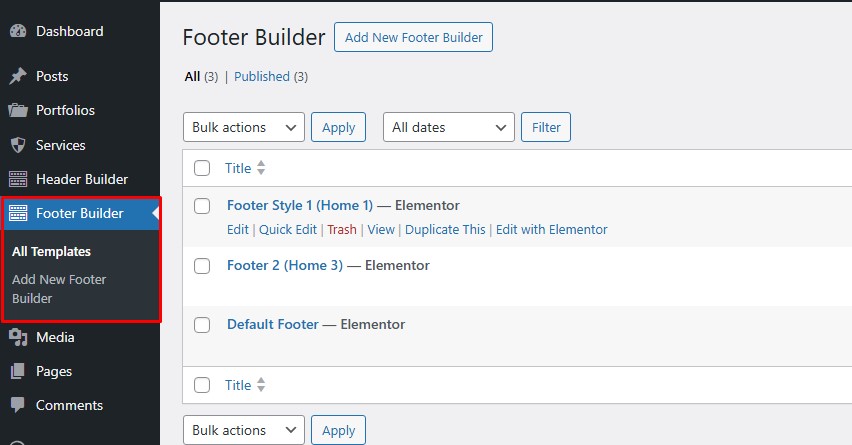 Dashboard
Posts
Portfolios
Services
Header Builder
Footer Builder
All Templates
Add New Footer
Builder
Media
Pages
Comments
Footer Builder Add New Footer Builder
All (3) | Published (3)
Bulk actions Apply All dates Filter
Title
Footer Style 1 (Home 1) — Elementor
Edit | Quick Edit | Trash | View | Duplicate This | Edit with Elementor
Footer 2 (Home 3) — Elementor
Default Footer — Elementor
Title
Bulk actions Apply